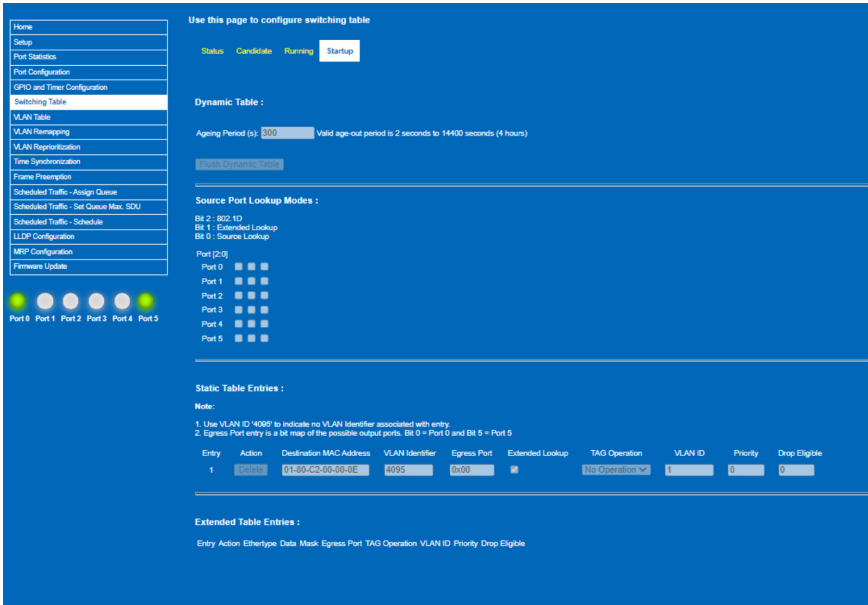 Home
Setup
Port Statistics
Port Configuration
GPIO and Timer Configuration
Switching Table
VLAN Table
VLAN Remapping
VLAN Reprioritization
Time Synchronization
Frame Preemption
Scheduled Traffic - Assign Queue
Scheduled Traffic - Set Queue Max. SDU
Scheduled Traffic - Schedule
LLDP Configuration
MRP Configuration
Firmware Update
Port 0 Port 1 Port 2 Port 3 Port 4 Port 5
Use this page to configure switching table
Status Candidate Running Startup
Dynamic Table :
Ageing Period (s): 300 Valid age-out period is 2 seconds to 14400 seconds (4 hours)
Flush Dynamic Table
Source Port Lookup Modes :
Bit 2 : 802.1D
Bit 1 : Extended Lookup
Bit 0 : Source Lookup
Port [2:0]
Port 0
Port 1
Port 2
Port 3
Port 4
Port 5
Static Table Entries :
Note:
1. Use VLAN ID '4095' to indicate no VLAN Identifier associated with entry.
2. Egress Port entry is a bit map of the possible output ports. Bit 0 = Port 0 and Bit 5 = Port 5
Entry Action Destination MAC Address VLAN Identifier Egress Port Extended Lookup TAG Operation VLAN ID Priority Drop Eligible
1 Delete 01-80-C2-00-00-0E 4095 0x00 No Operation 1 0 0
Extended Table Entries :
Entry Action Ethertype Data Mask Egress Port TAG Operation VLAN ID Priority Drop Eligible